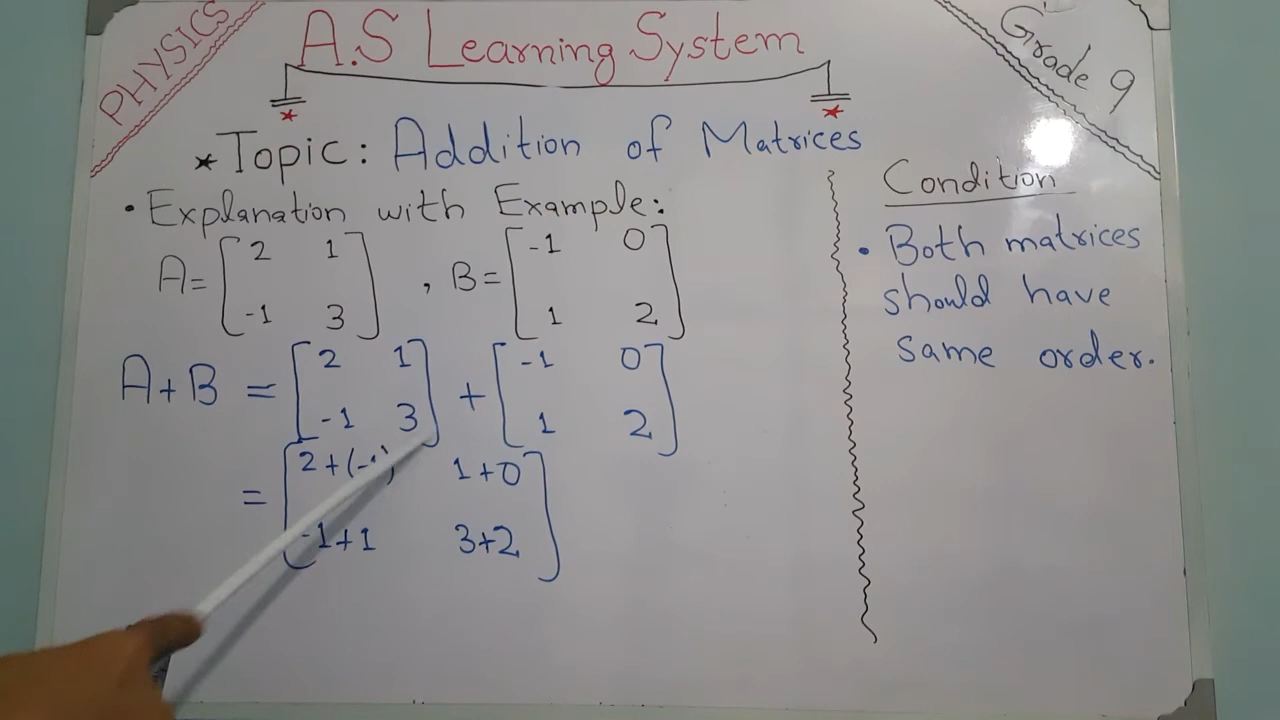 PHYSICS
A.S Learning System
Grade 9
* Topic: Addition of Matrices
• Explanation with Example:
A= [ 2 1
-1 3 ] , B= [ -1 0
1 2 ]
A+B = [ 2 1
-1 3 ] + [ -1 0
1 2 ]
= [ 2+(-1) 1+0
-1+1 3+2 ]
Condition
• Both matrices
should have
same order.